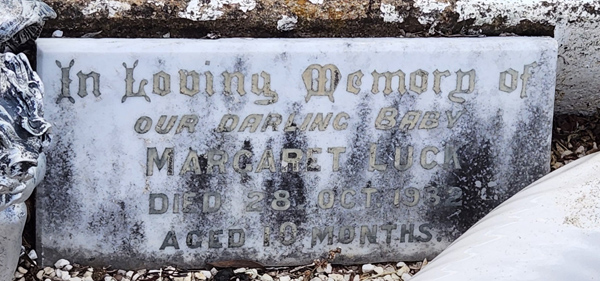 In Loving Memory of
OUR DARLING BABY
MARGARET LUCK
DIED 28. OCT. 1932
AGED 10 MONTHS.